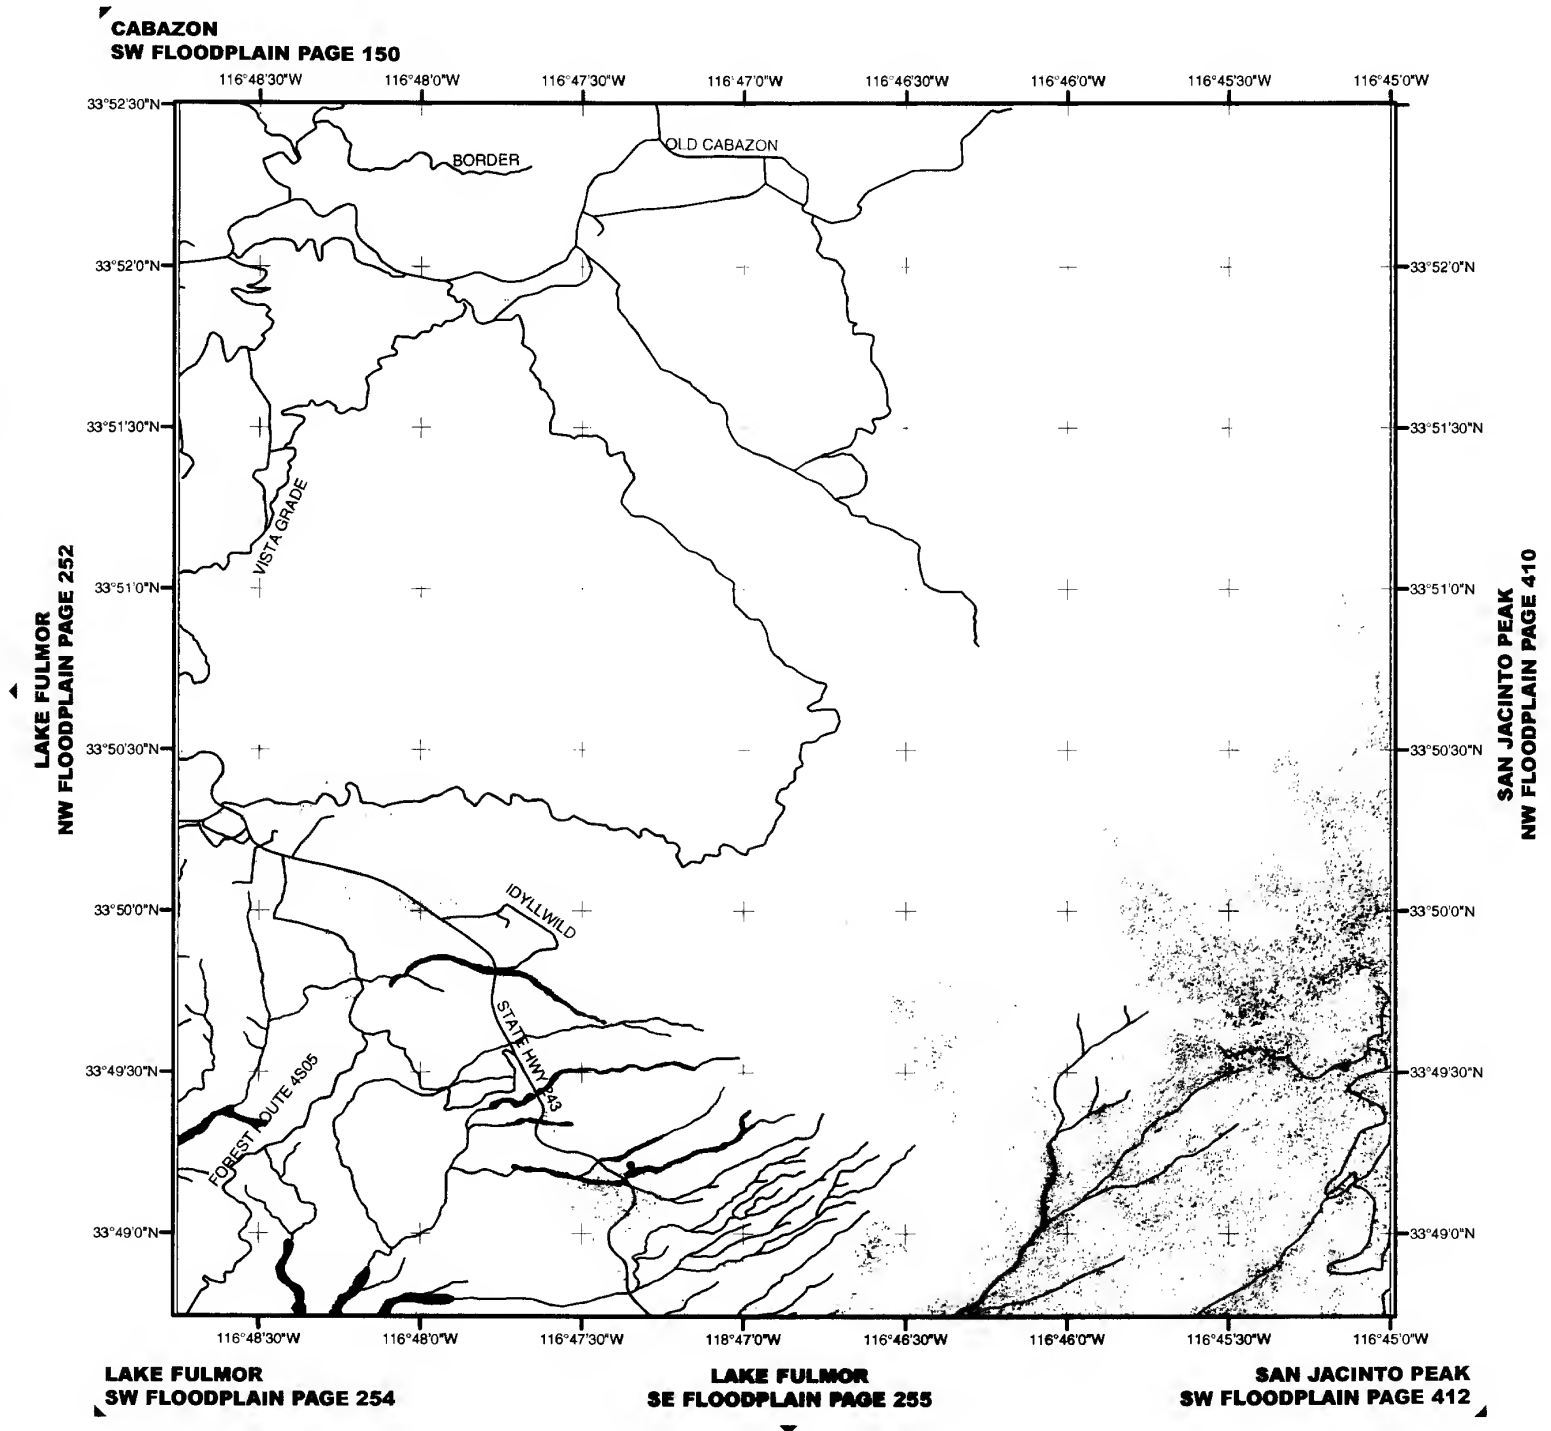 CABAZON
SW FLOODPLAIN PAGE 150
116°48'30"W 116°48'0"W 116°47'30"W 116°47'0"W 116°46'30"W 116°46'0"W 116°45'30"W 116°45'0"W
33°52'30"N
OLD CABAZON
BORDER
33°52'0"N 33°52'0"N
33°51'30"N 33°51'30"N
VISTA GRADE
33°51'0"N 33°51'0"N
LAKE FULMOR
NW FLOODPLAIN PAGE 252
SAN JACINTO PEAK
NW FLOODPLAIN PAGE 410
33°50'30"N 33°50'30"N
IDYLLWILD
33°50'0"N 33°50'0"N
STATE HWY 243
33°49'30"N 33°49'30"N
FOREST ROUTE 4S05
33°49'0"N 33°49'0"N
116°48'30"W 116°48'0"W 116°47'30"W 118°47'0"W 116°46'30"W 116°46'0"W 116°45'30"W 116°45'0"W
LAKE FULMOR
SW FLOODPLAIN PAGE 254
LAKE FULMOR
SE FLOODPLAIN PAGE 255
SAN JACINTO PEAK
SW FLOODPLAIN PAGE 412